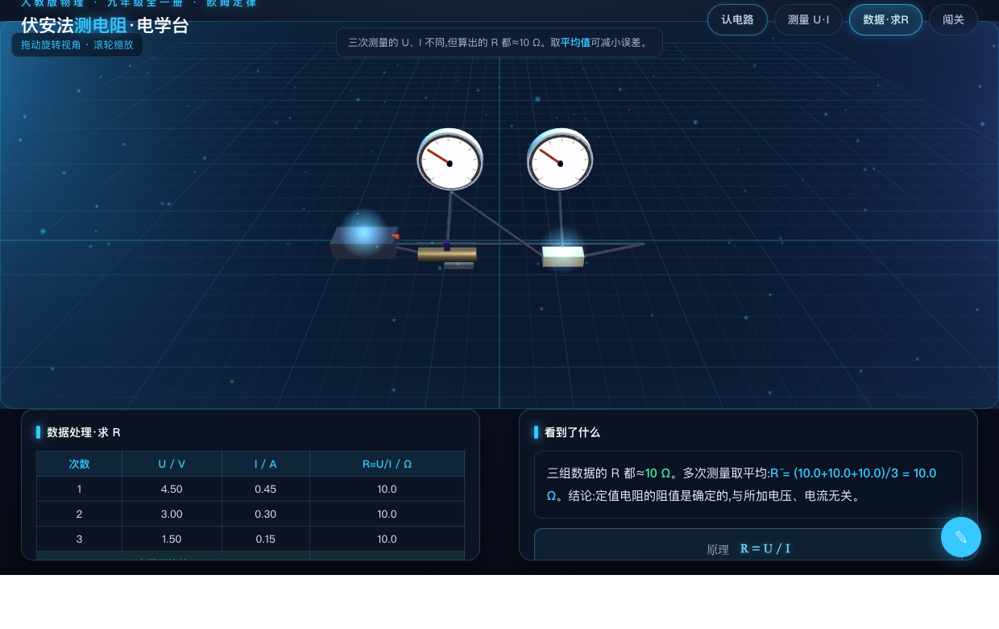 人教版物理 · 九年级全一册 · 欧姆定律
伏安法测电阻·电学台
认电路
测量 U·I
数据·求R
闯关
拖动旋转视角 · 滚轮缩放
三次测量的 U、I 不同,但算出的 R 都≈10 Ω。取平均值可减小误差。
数据处理·求 R
次数 U / V I / A R=U/I / Ω
1 4.50 0.45 10.0
2 3.00 0.30 10.0
3 1.50 0.15 10.0
看到了什么
三组数据的 R 都≈10 Ω。多次测量取平均:R̄ = (10.0+10.0+10.0)/3 = 10.0
Ω。结论:定值电阻的阻值是确定的,与所加电压、电流无关。
原理 R = U / I